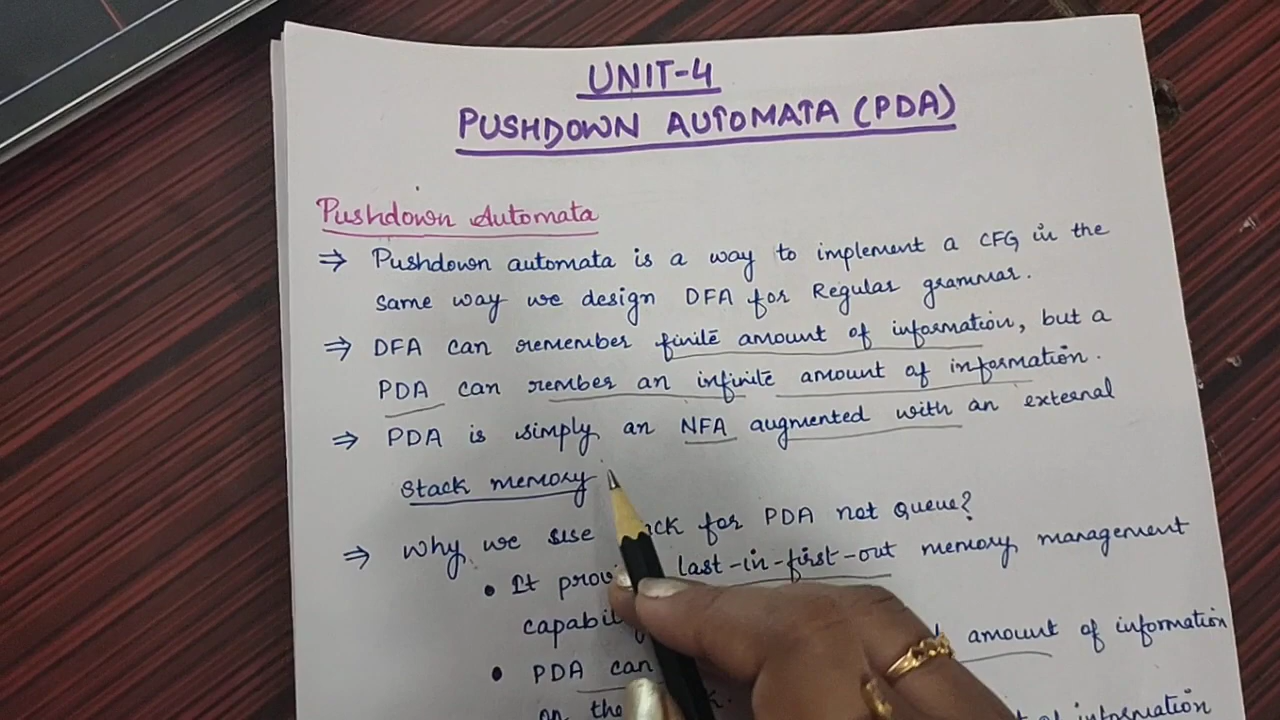 UNIT-4
PUSHDOWN AUTOMATA (PDA)
Pushdown Automata
⇒ Pushdown automata is a way to implement a CFG in the
same way we design DFA for Regular grammar.
⇒ DFA can remember finite amount of information, but a
PDA can rember an infinite amount of information.
⇒ PDA is simply an NFA augmented with an external
stack memory
⇒ Why we use for PDA not Queue?
• It last-in-first-out memory management
• PDA can amount of information
on the information